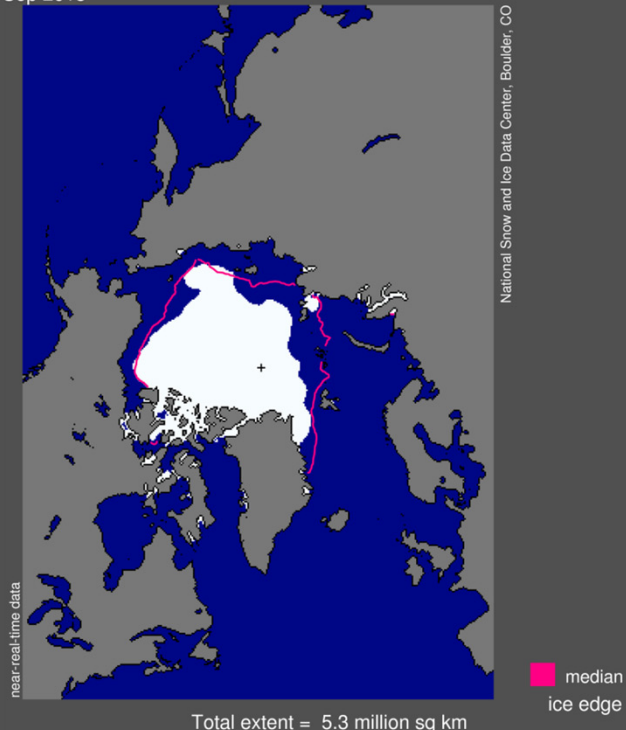 Sep
National Snow and Ice Data Center, Boulder, CO
near-real-time data
median
ice edge
Total extent = 5.3 million sq km